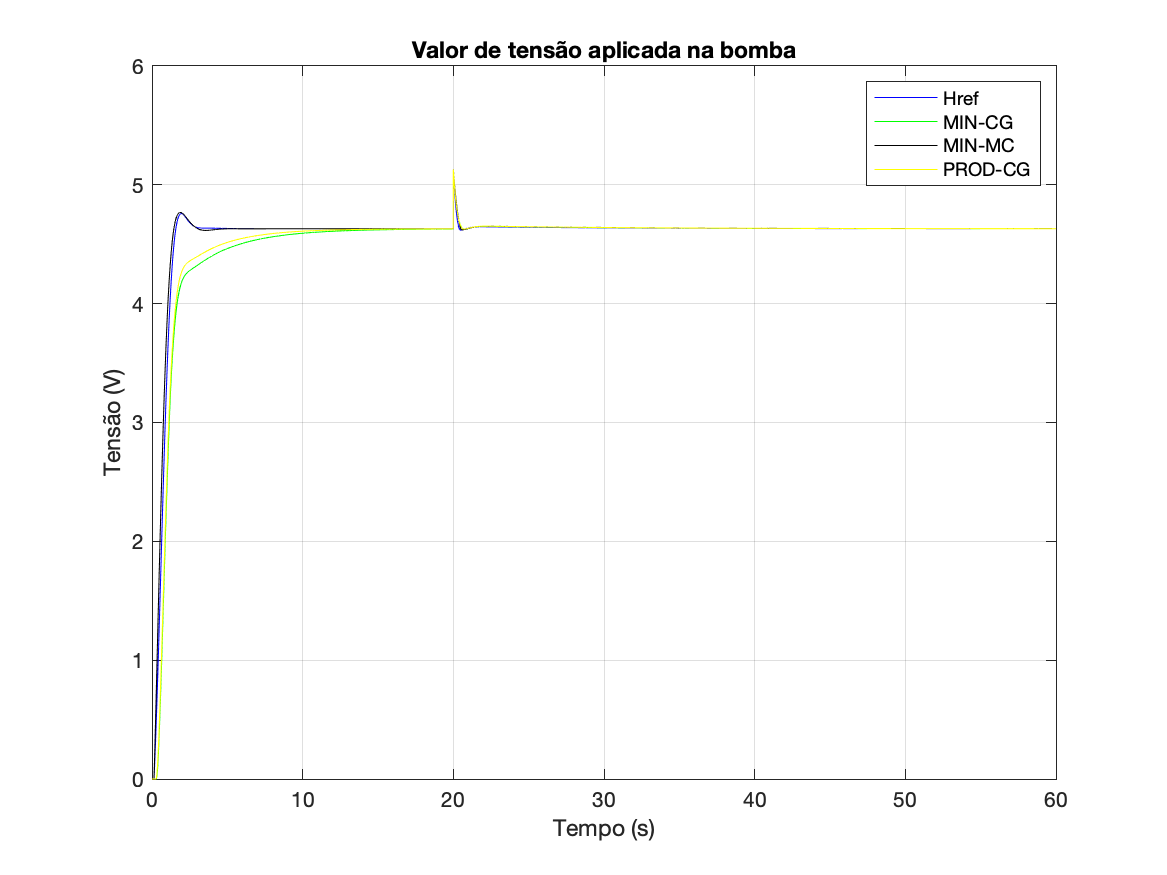 Valor de tensão aplicada na bomba
6
5
4
3
2
1
0
Tensão (V)
Href
MIN-CG
MIN-MC
PROD-CG
0 10 20 30 40 50 60
Tempo (s)